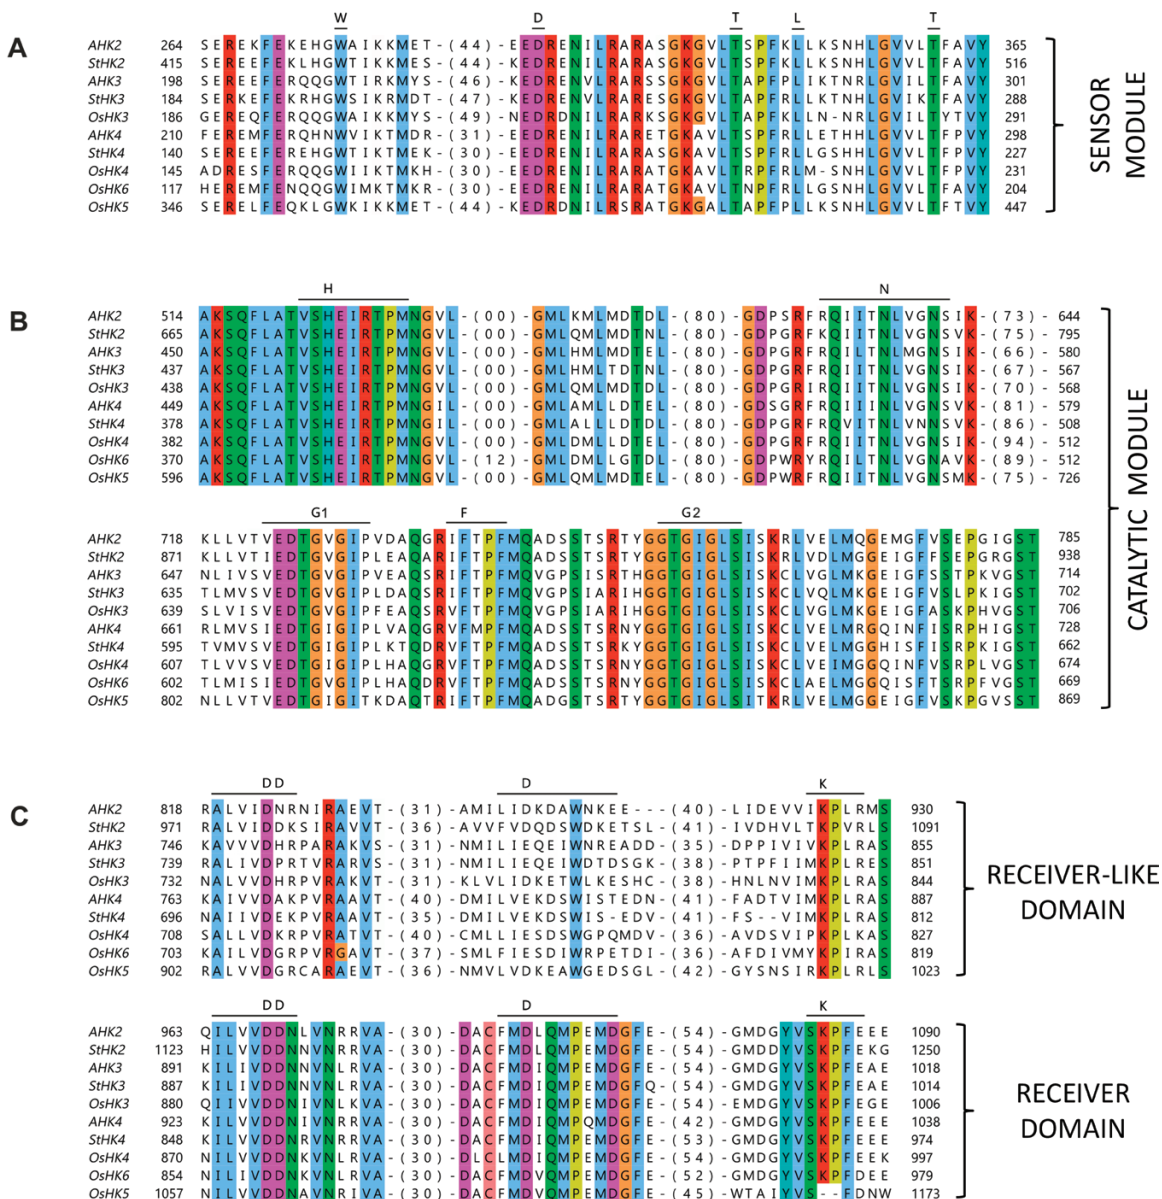 W D T L T
A
AHK2 264 SEREKFEKEHGWAIKKMET-(44)-EEDRENILRARASGKGVLTSPFKLLKSNHLGVVLTFAVY 365
StHK2 415 SEREEFEKLHGWTIKKMES-(44)-KEDRENILRARASGKGVLTSPFKLLKSNHLGVVLTFAVY 516
AHK3 198 SEREEFERQQGWTIRKMYS-(46)-KEDRENVLRARSSGKGVLTAPFPLIKTNRLGVILTFAVY 301
StHK3 184 SERKEFEKRHGWSIKRMDT-(47)-KEDRENVLRARESGKGVLTAPFRLLKTNHLGVIKTFAVY 288
OsHK3 186 GEREQFEKQQGWAIKKMYS-(49)-NEDRDNILRARETGKGVLTAPFKLLN-NRLGVILTYTVY 291
AHK4 210 FEREMFERQHNWVIKTMDR-(31)-EEDRENILRARETGKAVLTSPFRLLETHHLGVVLTFPVY 298
StHK4 140 SEREEFEREHGWTIKTMEK-(30)-EEDRENILRARASGKAVLTSPFRLLGSHHLGVVLTFPVY 227
OsHK4 145 ADRESFERQQGWIIKTMKH-(30)-EEDRENILRARATGKAVLTRPFRLM-SNHLGVVLTFPVY 231
OsHK6 117 HEREMFENQQGWIMKTMKR-(30)-EEDRENILRARATGKAVLTNPFRLLGSNHLGVVLTFAVY 204
OsHK5 346 SERELFEQKLGWKIKKMET-(44)-KEDRDNILRSRATGKGALTAPFPLLKSNHLGVVLTFTVY 447
SENSOR
MODULE
H N
B
AHK2 514 AKSQFLATVSHEIRTPMNGVL-(00)-GMLKMLMDTDL-(80)-GDPSRFRQIITNLVGNSIK-(73)- 644
StHK2 665 AKSQFLATVSHEIRTPMNGVL-(00)-GMLQMLMDTNL-(80)-GDPGRFRQIITNLVGNSIK-(75)- 795
AHK3 450 AKSQFLATVSHEIRTPMNGVL-(00)-GMLHMLMDTEL-(80)-GDPGRFRQILTNLMGNSIK-(66)- 580
StHK3 437 AKSQFLATVSHEIRTPMNGVL-(00)-GMLHMLTDTNL-(80)-GDPGRFRQIITNLVGNSIK-(67)- 567
OsHK3 438 AKSQFLATVSHEIRTPMNGVL-(00)-GMLQMLMDTDL-(80)-GDPGRFRQIITNLVGNSIK-(70)- 568
AHK4 449 AKSQFLATVSHEIRTPMNGIL-(00)-GMLAMLLDTEL-(80)-GDSGRFRQIIINLVGNSVK-(81)- 579
StHK4 378 AKSQFLATVSHEIRTPMNGIL-(00)-GMLALLLDTDL-(80)-GDPGRFRQVITNLVNNSVK-(86)- 508
OsHK4 382 AKSQFLATVSHEIRTPMNGIL-(00)-GMLDMLLDTEL-(80)-GDPGRFRQIITNLVGNSIK-(94)- 512
OsHK6 370 AKSQFLATVSHEIRTPMNGVL-(12)-GMLDMLLGTDL-(80)-GDPWRYRQILTNLVGNAVK-(89)- 512
OsHK5 596 AKSQFLATVSHEIRTPMNGVL-(00)-GMLQMLMDTEL-(80)-GDPWRFRQIITNLVGNSMK-(75)- 726
G1 F G2
AHK2 718 KLLVTVEDTGVGIPVDAQGRIFTPFMQADSSTSRTYGGTGIGLSISKRLVELMQGEMGFVSEPGIGST 785
StHK2 871 KLLVTIEDTGVGIPLEAQARIFTPFMQADSSTSRTYGGTGIGLSISKRLVDLMGGEIGFVSEPGRGST 938
AHK3 647 NLIVSVEDTGVGIPVEAQSRIFTPFMQVGPSISRTHGGTGIGLSISKCLVGLMKGEIGFSSTPKVGST 714
StHK3 635 TLMVSVEDTGVGIPLDAQSRIFTPFMQVGPSIARIHGGTGIGLSISKCLVQLMKGEIGFVSLPKIGST 702
OsHK3 639 SLVISVEDTGVGIPFEAQSRVFTPFMQVGPSIARIHGGTGIGLSISKCLVGLMKGEIGFASKPHVGST 706
AHK4 661 RLMVSIEDTGIGIPLVAQGRVFMPFMQADSSTSRNYGGTGIGLSISKCLVELMRGQINFISRPHIGST 728
StHK4 595 TVMVSVEDTGIGIPLKTQDRVFTPFMQADSSTSRNYGGTGIGLSISKCLVELMGGHISFISRPKIGST 662
OsHK4 607 TLVVSVEDTGIGIPLHAQGRVFTPFMQADSSTSRKYGGTGIGLSISKCLVEIMGGQINFVSRPLVGST 674
OsHK6 602 TLMISIEDTGVGIPLHAQDRVFTPFMQADSSTSRNYGGTGIGLSISKCLVELMGGQISFVSRPFVGST 669
OsHK5 802 NLLVTVEDTGIGITKDAQTRIFTPFMQADGSTSRTYGGTGIGLSITKRLVELMGGEIGFVSKPGVSST 869
CATALYTIC MODULE
DD D K
C
AHK2 818 RALVIDNRNIRAEVT-(31)-AMILIDKDAWNKEE---(40)-LIDEVVIKPLRMS 930
StHK2 971 RALVVDDKSIRAVVT-(36)-AVVFVDQDSWDKETSL-(41)-IVDHVLTKPVRLS 1091
AHK3 746 KAVVVDHRPARARVS-(31)-NMILIEQEIWNREADD-(35)-DPPIVIVKPLRAS 855
StHK3 739 RALVIDPRTVRARVS-(31)-NMILIEQEIWDTDSGK-(38)-PTPFIIMKPLRES 851
OsHK3 732 NALVVDHRPVRAKVT-(31)-KLVLIDKETWLKESHC-(38)-HNLNVIMKPLRAS 844
AHK4 763 KAIVVDAKPVRAAVT-(40)-DMILVEKDSWISTEDN-(41)-FADTVIMKPLRAS 887
StHK4 696 NAIIVDEKPVRAAVT-(35)-DMILVEKDSWIS-EDV-(41)-FS--VIMKPLRAS 812
OsHK4 708 SALLVDKRPVRATVT-(40)-CMLLIESDSWGPQMDV-(36)-AVDSVIPKPLKAS 827
OsHK6 703 KAILVDGRPVRGAVT-(37)-SMLFIESDIWRPETDI-(36)-AFDIVMYKPIRAS 819
OsHK5 902 RALVVDGRCARAEVT-(36)-NMVLVDKEAWGEDSGL-(42)-GYSNSIRKPLRLS 1023
RECEIVER-LIKE
DOMAIN
DD D K
AHK2 963 QILVVDDNLVNRRVA-(30)-DACFMDLQMPEMDGFE-(54)-GMDGYVSKPFEEE 1090
StHK2 1123 HILVVDDNNVNRRVA-(30)-DACFMDLQMPEMDGFE-(54)-GMDDYVSKPFEKG 1250
AHK3 891 KILIVDDNNVNLRVA-(30)-DACFMDIQMPEMDGFE-(54)-GMDGYVSKPFEAE 1018
StHK3 887 KILIVDDNNVNLRVA-(30)-DACFMDIQMPEMDGFQ-(54)-GMDGYVSKPFEAE 1014
OsHK3 880 QIIVVDDNIVNLKVA-(30)-DACFMDIQMPEMDGFE-(54)-EMDGYVSKPFEGE 1006
AHK4 923 KILVVDDNIVNRRVA-(30)-DACFMDIQMPQMDGFE-(42)-GMDGYVSKPFEEE 1038
StHK4 848 KILVVDDNRVNRRVA-(30)-DACFMDIQMPEMDGFE-(53)-GMDGYVSKPFEEE 974
OsHK4 870 NILVVDDNKVNLRVA-(30)-DLCFMDIQMPEMDGFE-(54)-GMDGYVSKPFEEK 997
OsHK6 854 NILVVDDNKVNLRVA-(30)-DACFMDVQMPEMDGFE-(52)-GMDGYVSKPFDEE 979
OsHK5 1057 NILVVDDNAVNRIVA-(30)-DACFMDLQMPEMDGFE-(45)-WTAIYVS--FDNW 1173
RECEIVER
DOMAIN